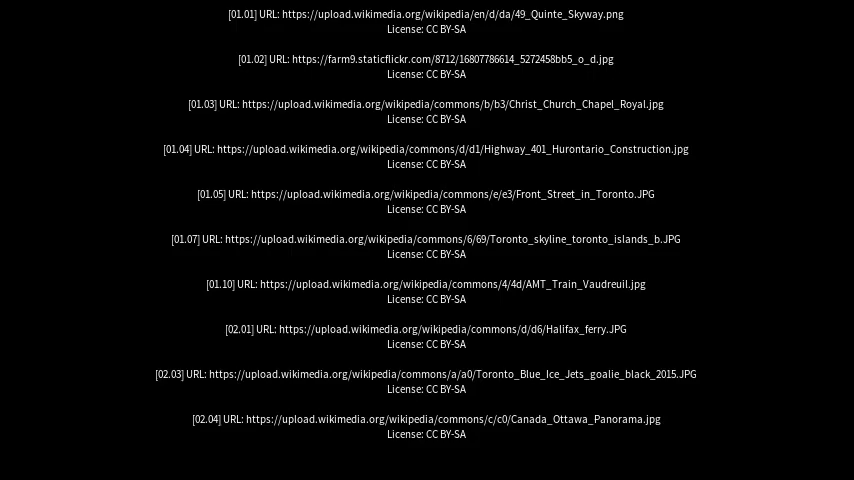 [01.01] URL: https://upload.wikimedia.org/wikipedia/en/d/da/49_Quinte_Skyway.png
License: CC BY-SA
[01.02] URL: https://farm9.staticflickr.com/8712/16807786614_5272458bb5_o_d.jpg
License: CC BY-SA
[01.03] URL: https://upload.wikimedia.org/wikipedia/commons/b/b3/Christ_Church_Chapel_Royal.jpg
License: CC BY-SA
[01.04] URL: https://upload.wikimedia.org/wikipedia/commons/d/d1/Highway_401_Hurontario_Construction.jpg
License: CC BY-SA
[01.05] URL: https://upload.wikimedia.org/wikipedia/commons/e/e3/Front_Street_in_Toronto.JPG
License: CC BY-SA
[01.07] URL: https://upload.wikimedia.org/wikipedia/commons/6/69/Toronto_skyline_toronto_islands_b.JPG
License: CC BY-SA
[01.10] URL: https://upload.wikimedia.org/wikipedia/commons/4/4d/AMT_Train_Vaudreuil.jpg
License: CC BY-SA
[02.01] URL: https://upload.wikimedia.org/wikipedia/commons/d/d6/Halifax_ferry.JPG
License: CC BY-SA
[02.03] URL: https://upload.wikimedia.org/wikipedia/commons/a/a0/Toronto_Blue_Ice_Jets_goalie_black_2015.JPG
License: CC BY-SA
[02.04] URL: https://upload.wikimedia.org/wikipedia/commons/c/c0/Canada_Ottawa_Panorama.jpg
License: CC BY-SA